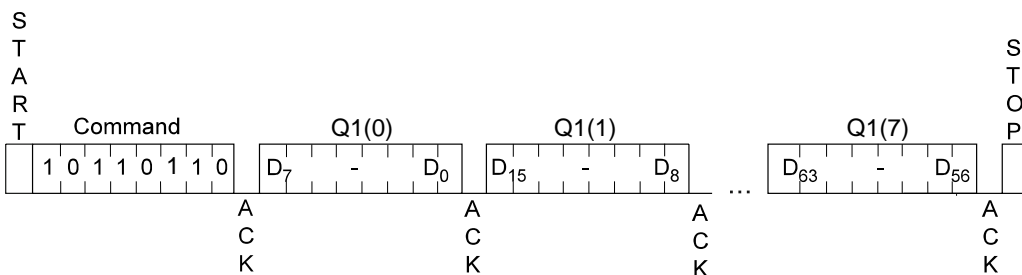 START
STOP
Command
Q1(0)
Q1(1)
Q1(7)
1 0 1 1 0 1 1 0
D₇ - D₀
D₁₅ - D₈
...
D₆₃ - D₅₆
ACK
ACK
ACK
ACK